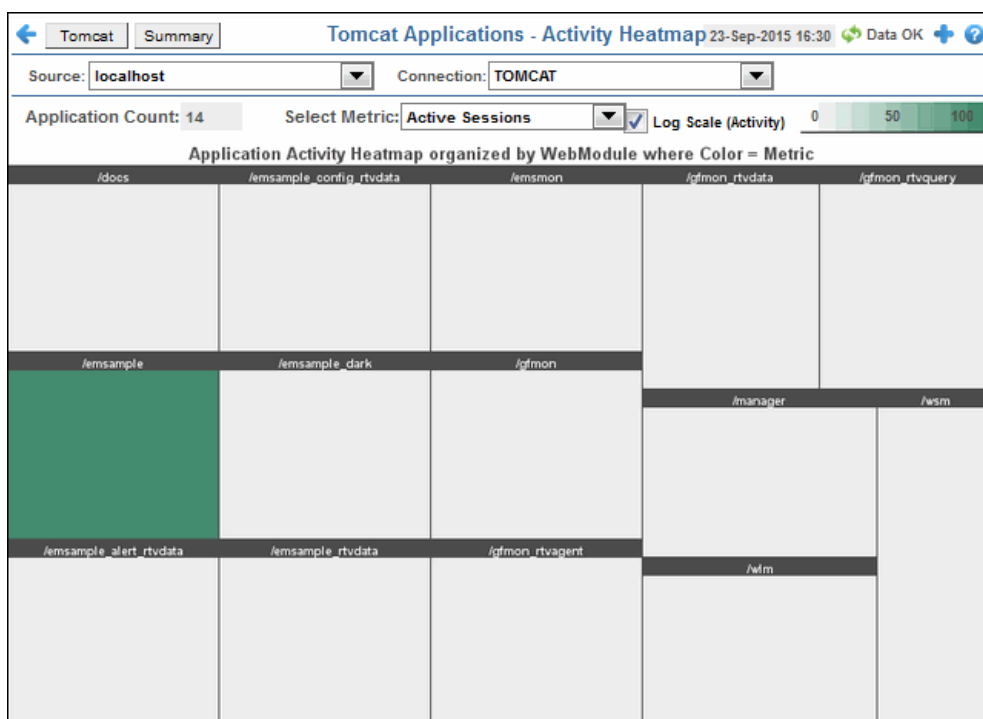 Tomcat Summary Tomcat Applications - Activity Heatmap 23-Sep-2015 16:30 Data OK
Source: localhost Connection: TOMCAT
Application Count: 14 Select Metric: Active Sessions Log Scale (Activity) 0 50 100
Application Activity Heatmap organized by WebModule where Color = Metric
/docs /emsample_config_rtvdata /emsmon /gfmon_rtvdata /gfmon_rtvquery
/emsample /emsample_dark /gfmon
/manager /wsm
/emsample_alert_rtvdata /emsample_rtvdata /gfmon_rtvagent
/wlm